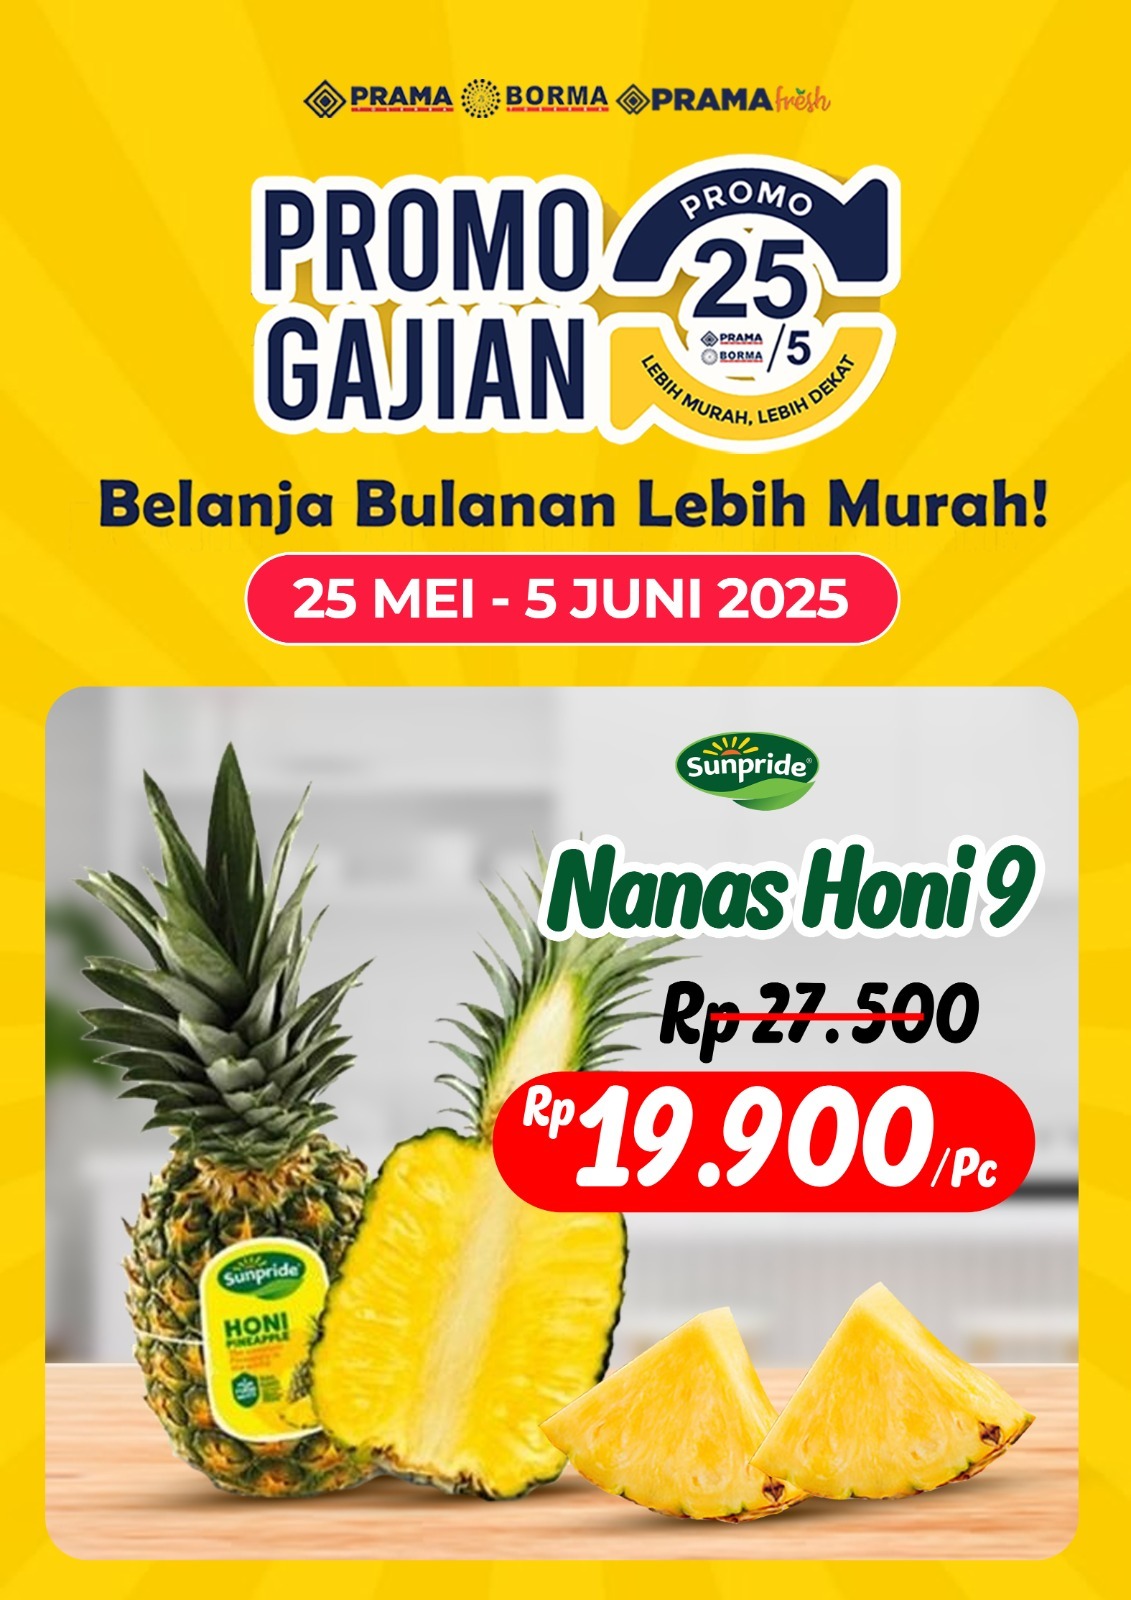 PRAMA BORMA PRAMA fresh
PROMO
GAJIAN
PROMO
25
/5
PRAMA
BORMA
LEBIH MURAH, LEBIH DEKAT
Belanja Bulanan Lebih Murah!
25 MEI - 5 JUNI 2025
Sunpride®
Nanas Honi 9
Rp 27.500
Rp 19.900/Pc
Sunpride
HONI
PINEAPPLE